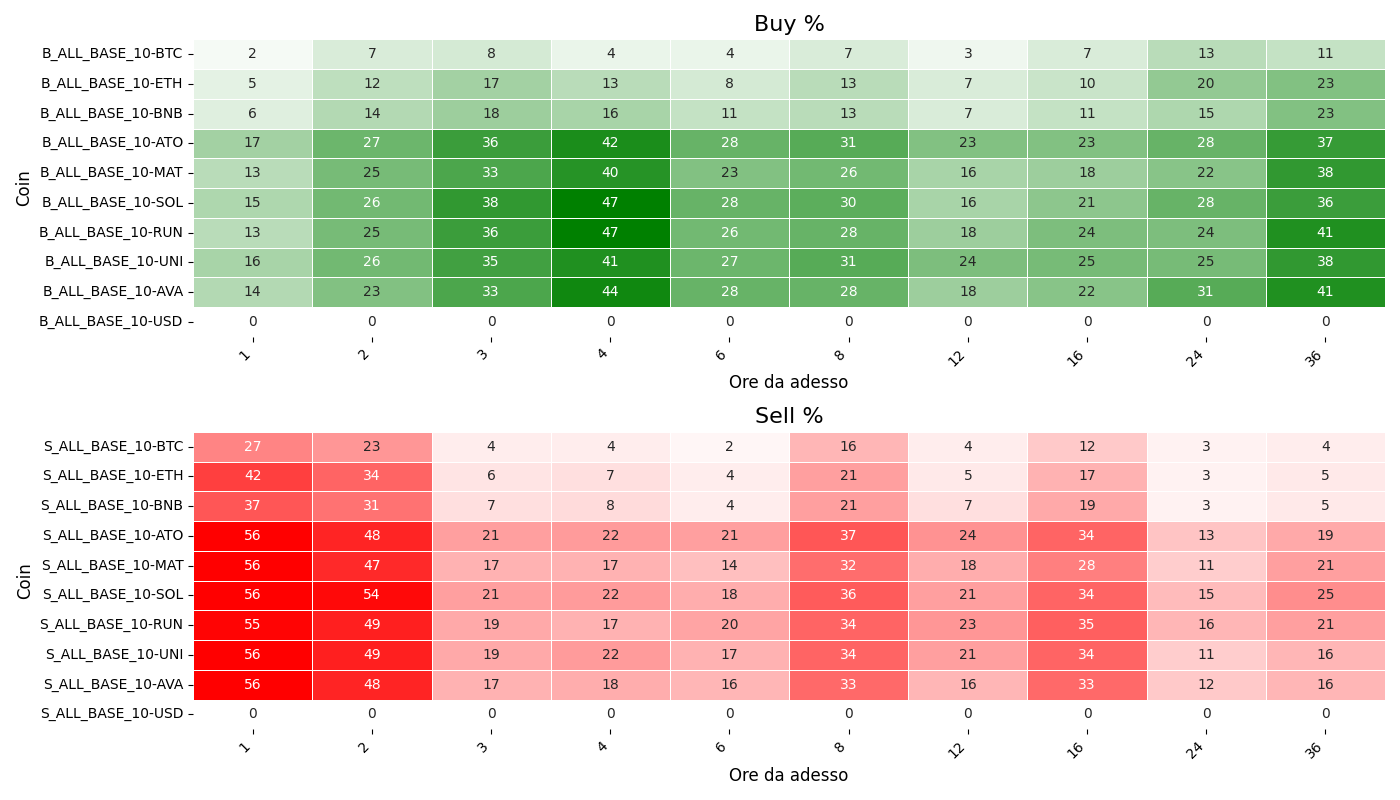 Buy %
Coin
B_ALL_BASE_10-BTC 2 7 8 4 4 7 3 7 13 11
B_ALL_BASE_10-ETH 5 12 17 13 8 13 7 10 20 23
B_ALL_BASE_10-BNB 6 14 18 16 11 13 7 11 15 23
B_ALL_BASE_10-ATO 17 27 36 42 28 31 23 23 28 37
B_ALL_BASE_10-MAT 13 25 33 40 23 26 16 18 22 38
B_ALL_BASE_10-SOL 15 26 38 47 28 30 16 21 28 36
B_ALL_BASE_10-RUN 13 25 36 47 26 28 18 24 24 41
B_ALL_BASE_10-UNI 16 26 35 41 27 31 24 25 25 38
B_ALL_BASE_10-AVA 14 23 33 44 28 28 18 22 31 41
B_ALL_BASE_10-USD 0 0 0 0 0 0 0 0 0 0
1 2 3 4 6 8 12 16 24 36
Ore da adesso
Sell %
Coin
S_ALL_BASE_10-BTC 27 23 4 4 2 16 4 12 3 4
S_ALL_BASE_10-ETH 42 34 6 7 4 21 5 17 3 5
S_ALL_BASE_10-BNB 37 31 7 8 4 21 7 19 3 5
S_ALL_BASE_10-ATO 56 48 21 22 21 37 24 34 13 19
S_ALL_BASE_10-MAT 56 47 17 17 14 32 18 28 11 21
S_ALL_BASE_10-SOL 56 54 21 22 18 36 21 34 15 25
S_ALL_BASE_10-RUN 55 49 19 17 20 34 23 35 16 21
S_ALL_BASE_10-UNI 56 49 19 22 17 34 21 34 11 16
S_ALL_BASE_10-AVA 56 48 17 18 16 33 16 33 12 16
S_ALL_BASE_10-USD 0 0 0 0 0 0 0 0 0 0
1 2 3 4 6 8 12 16 24 36
Ore da adesso